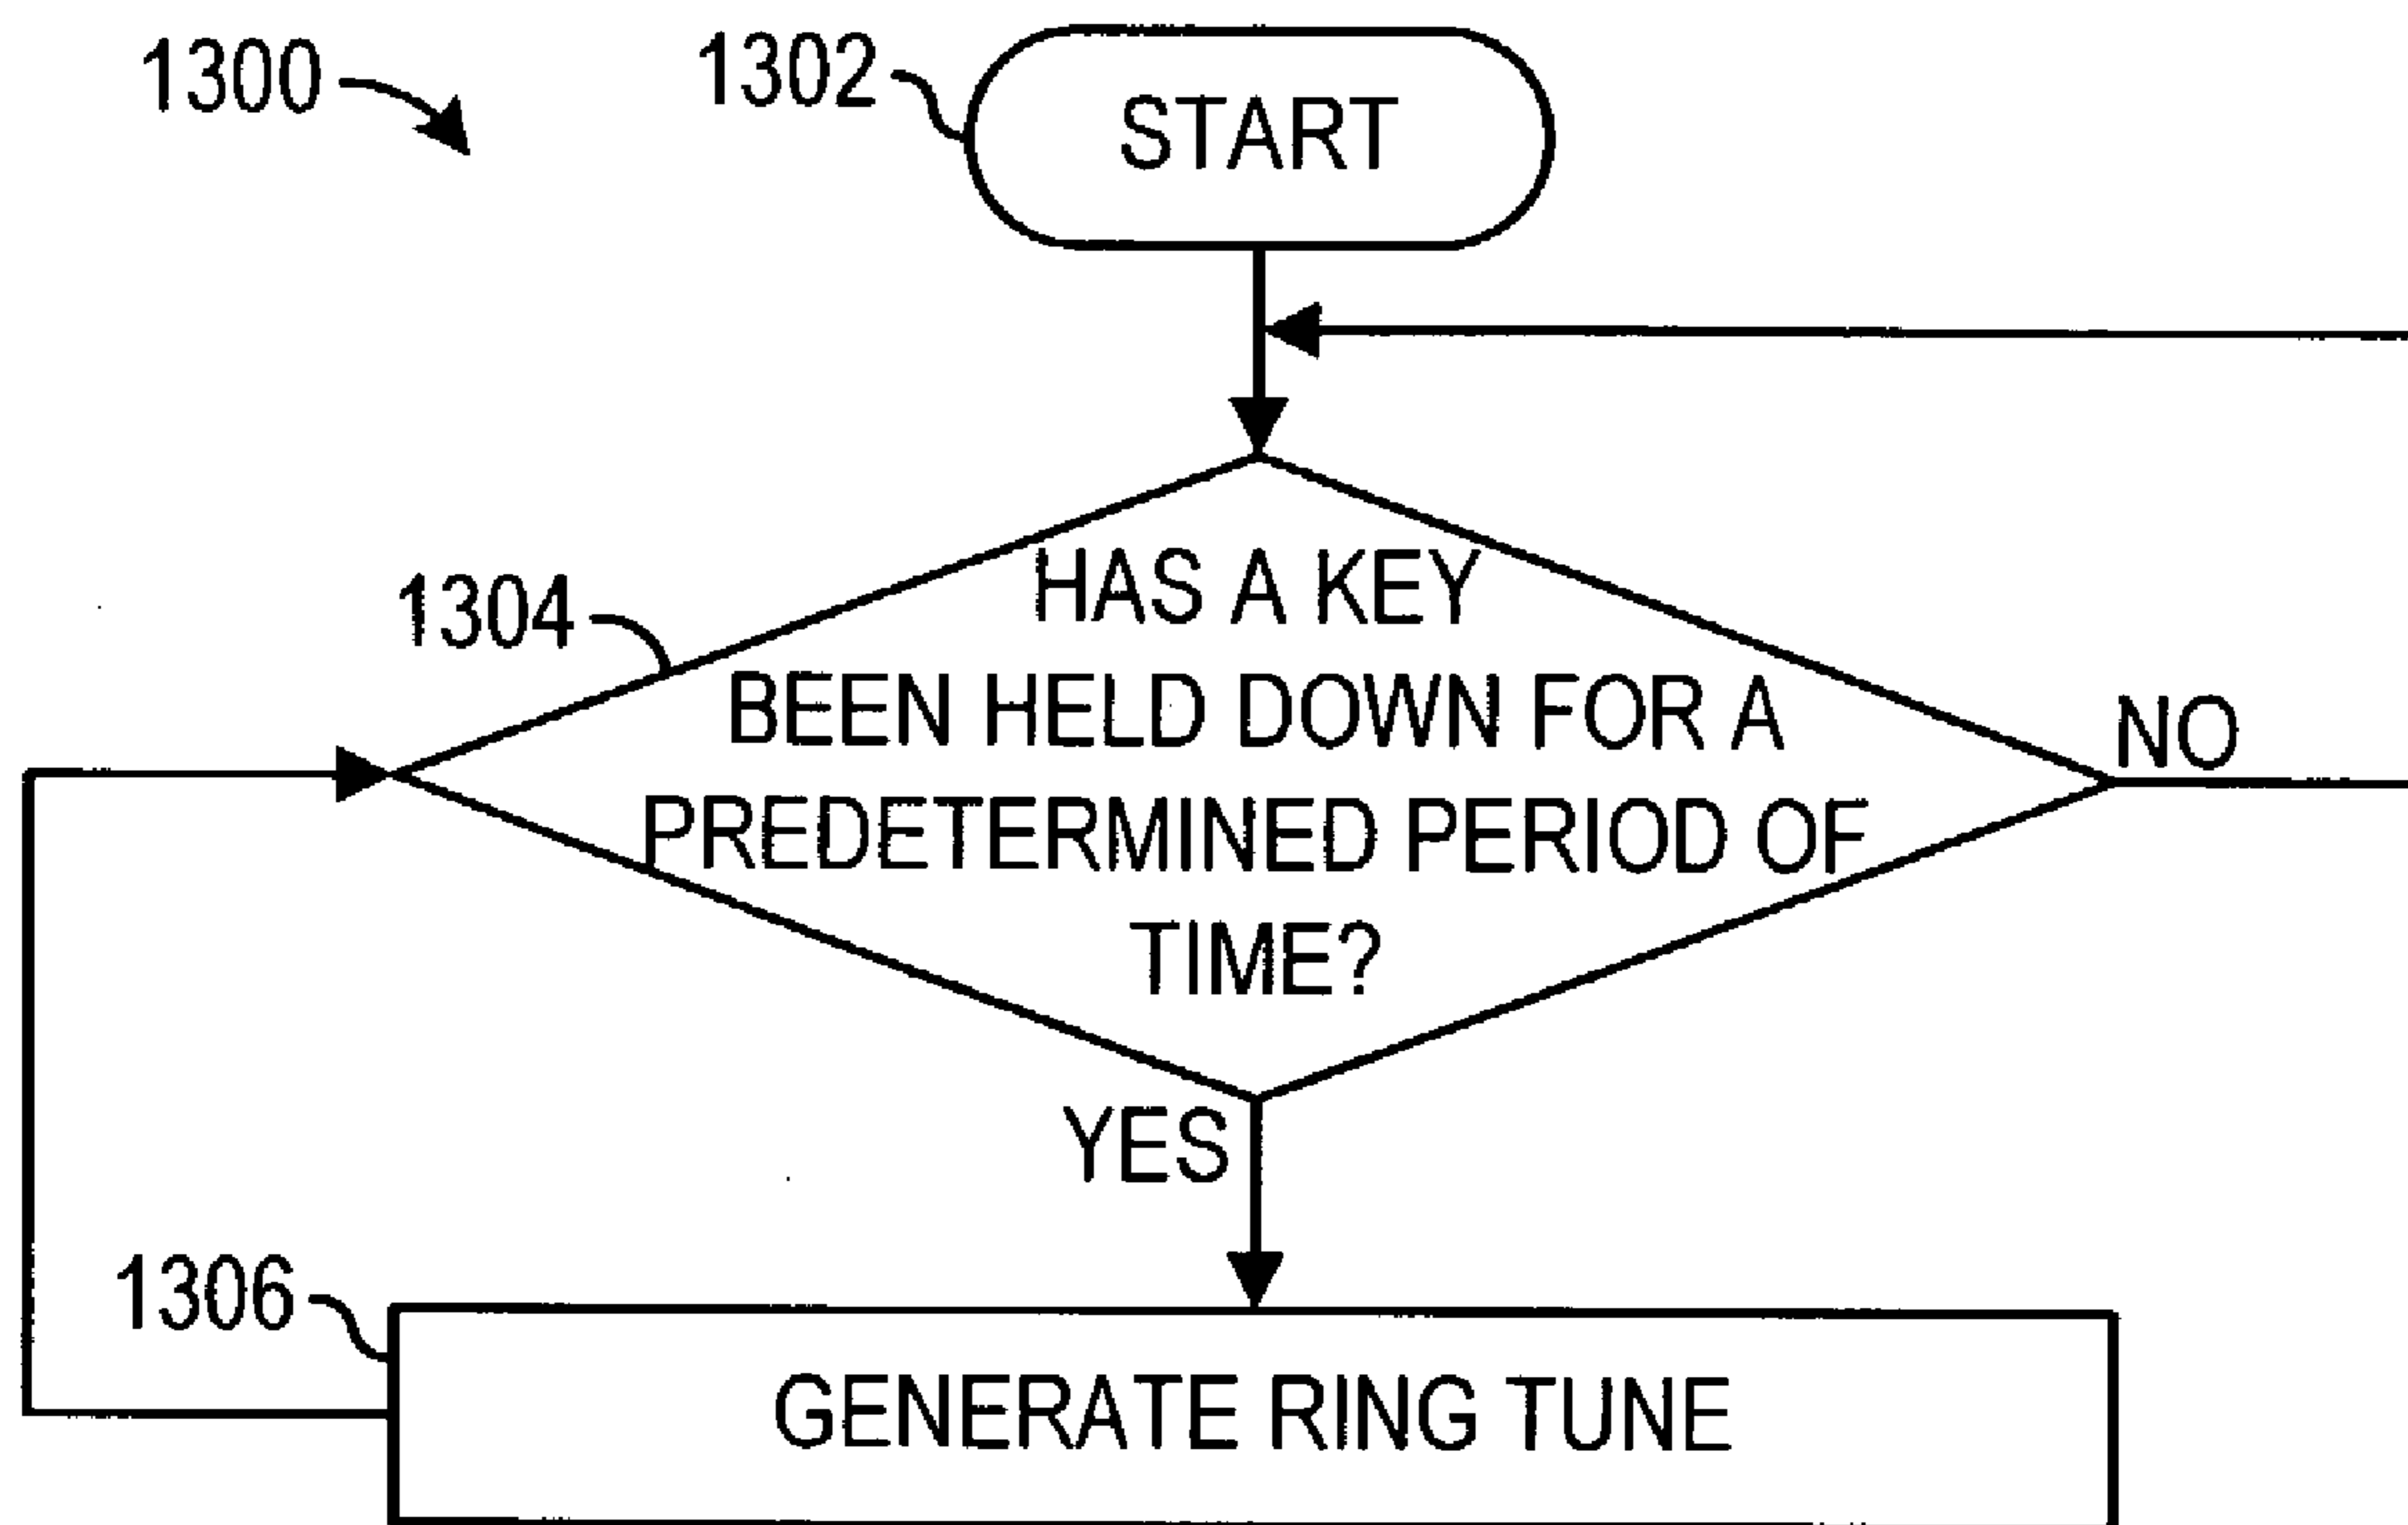 1300
1302
START
1304
HAS A KEY
BEEN HELD DOWN FOR A
PREDETERMINED PERIOD OF
TIME?
NO
YES
1306
GENERATE RING TUNE